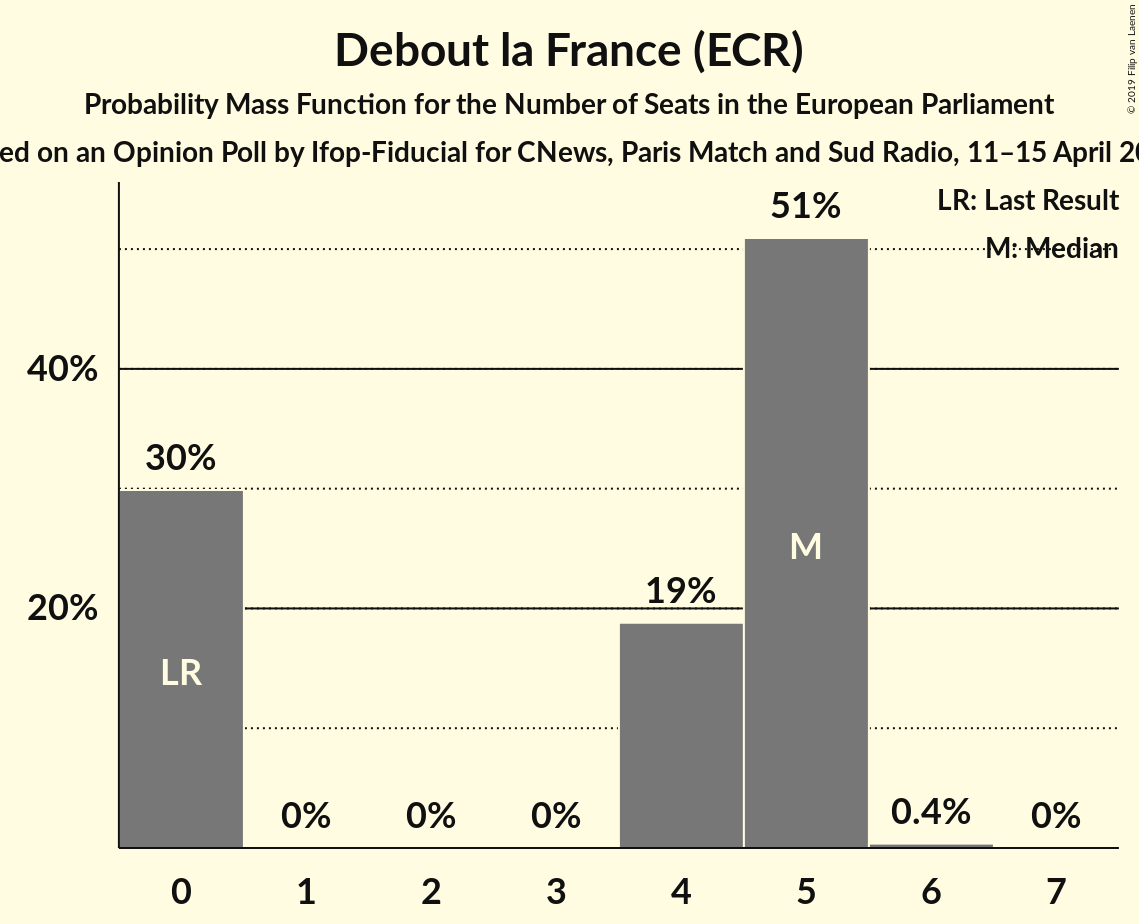 Debout la France (ECR)
Probability Mass Function for the Number of Seats in the European Parliament
ed on an Opinion Poll by Ifop-Fiducial for CNews, Paris Match and Sud Radio, 11–15 April 20
© 2019 Filip van Laenen
LR: Last Result
M: Median
51%
40%
30%
M
19%
20%
LR
0% 0% 0% 0.4% 0%
0 1 2 3 4 5 6 7